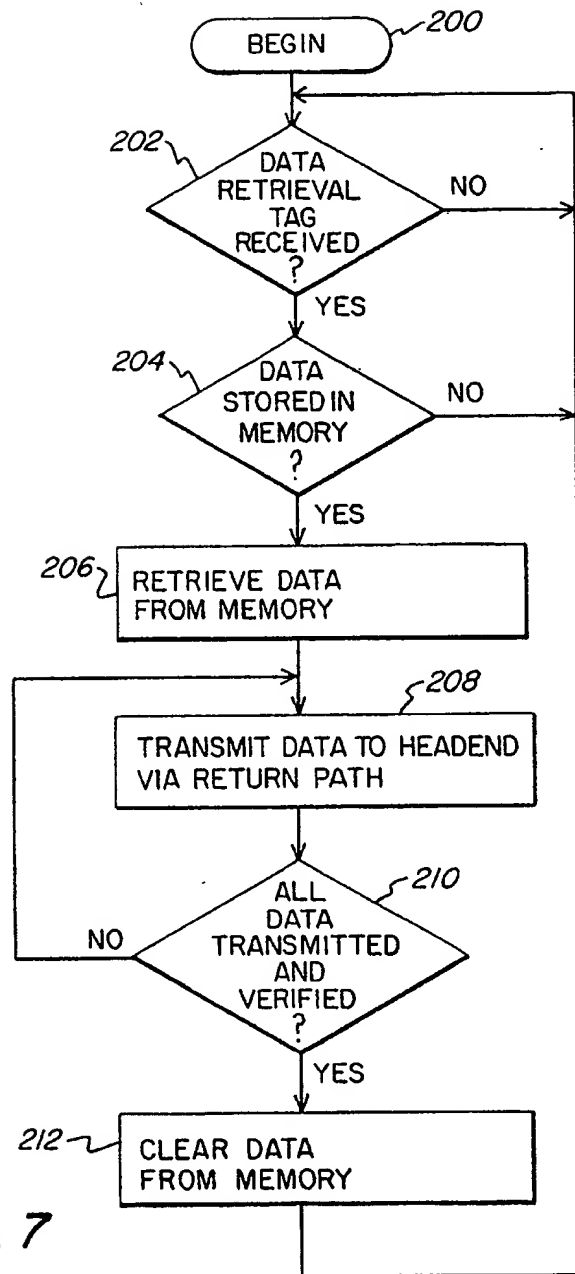 BEGIN
200
202
DATA
RETRIEVAL
TAG
RECEIVED
?
NO
YES
204
DATA
STORED IN
MEMORY
?
NO
YES
206
RETRIEVE DATA
FROM MEMORY
208
TRANSMIT DATA TO HEADEND
VIA RETURN PATH
210
ALL
DATA
TRANSMITTED
AND
VERIFIED
?
NO
YES
212
CLEAR DATA
FROM MEMORY
7